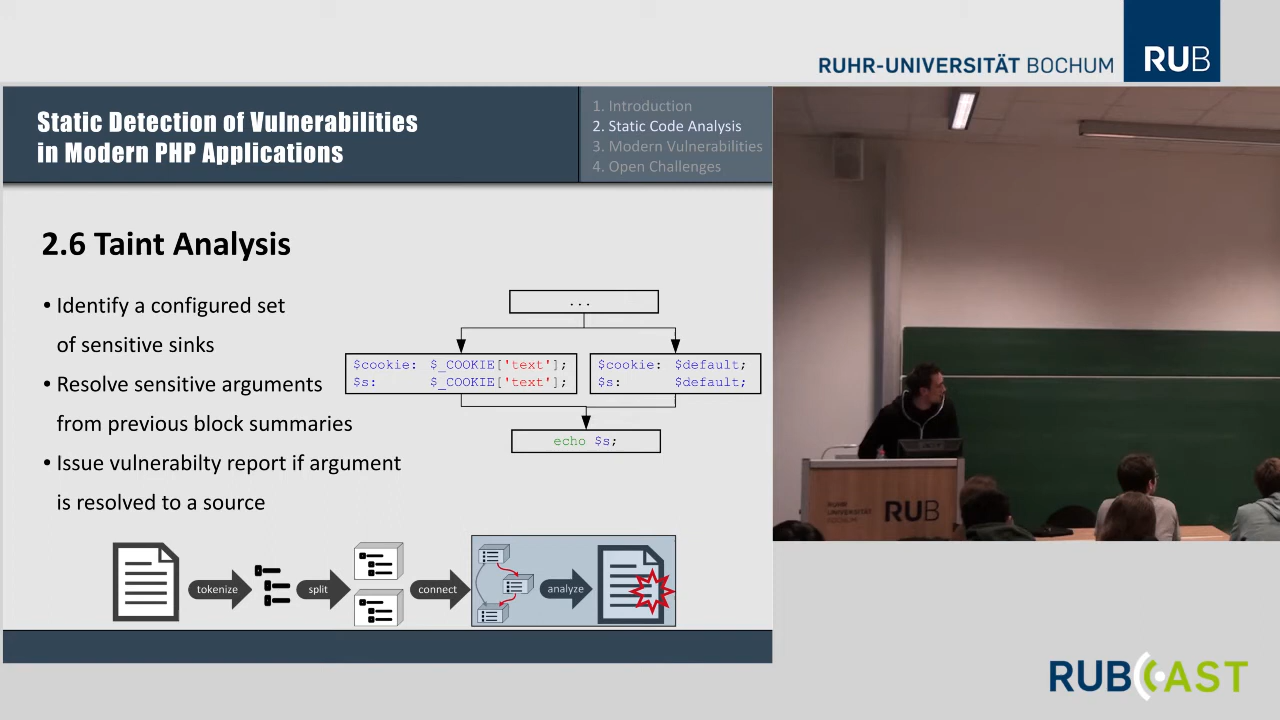 RUHR-UNIVERSITÄT BOCHUM
RUB
Static Detection of Vulnerabilities
in Modern PHP Applications
1. Introduction
2. Static Code Analysis
3. Modern Vulnerabilities
4. Open Challenges
2.6 Taint Analysis
• Identify a configured set
of sensitive sinks
• Resolve sensitive arguments
from previous block summaries
• Issue vulnerabilty report if argument
is resolved to a source
...
$cookie: $_COOKIE['text'];
$s: $_COOKIE['text'];
$cookie: $default;
$s: $default;
echo $s;
tokenize
split
connect
analyze
RUHR
UNIVERSITÄT
BOCHUM
RUB
RUBCAST